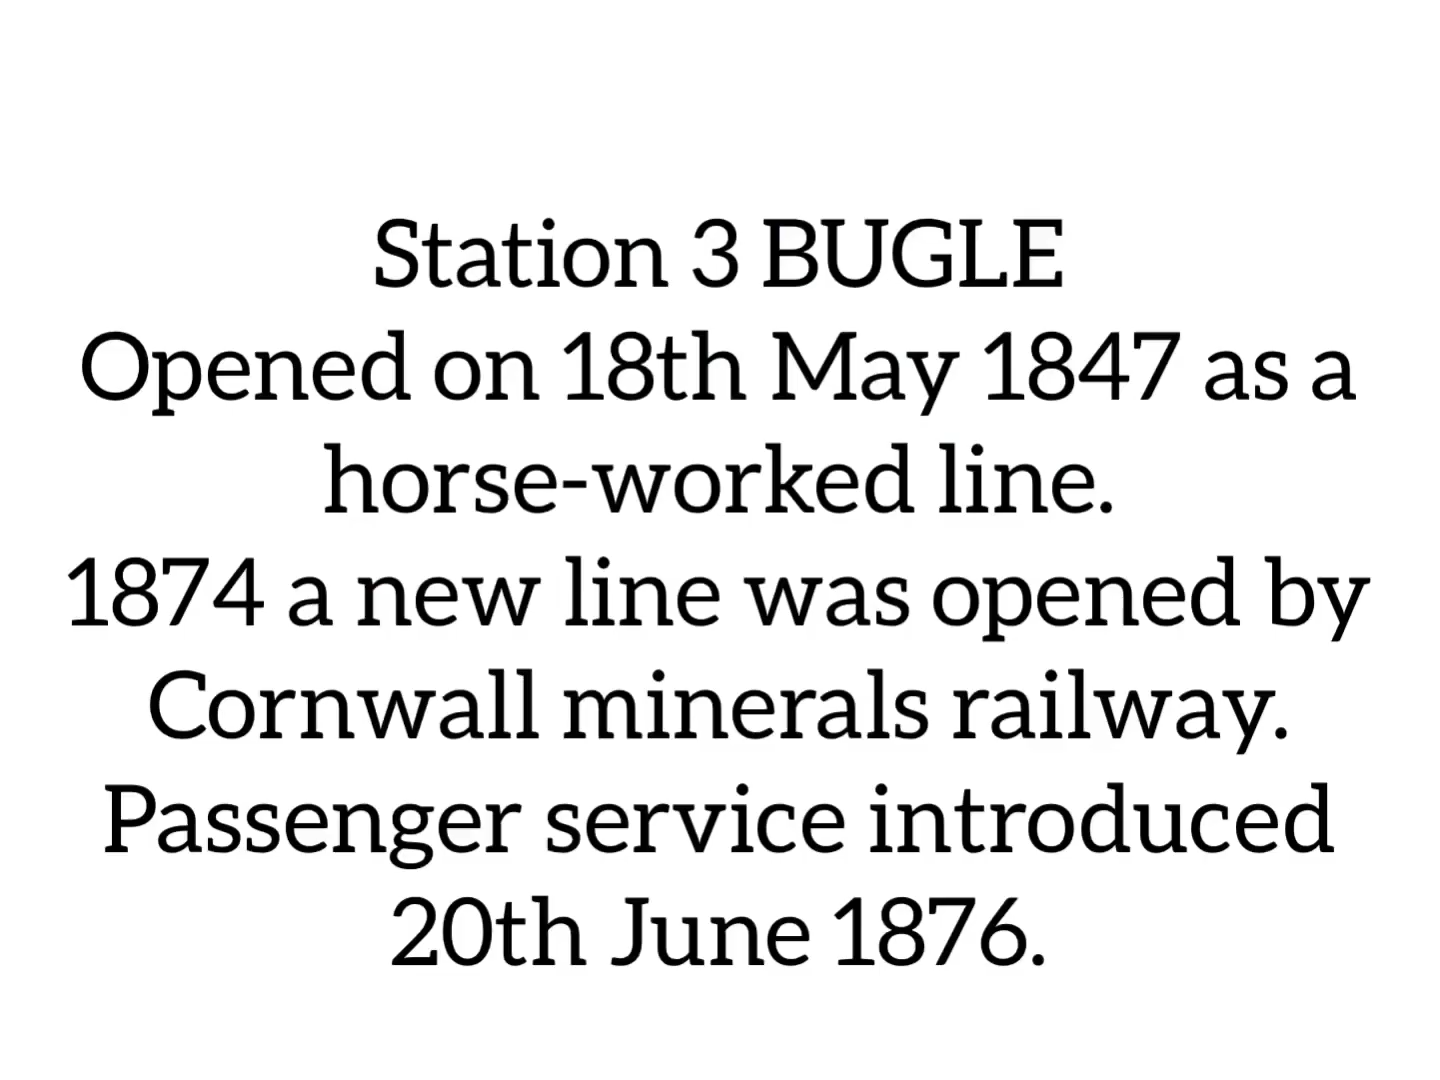 Station 3 BUGLE
Opened on 18th May 1847 as a
horse-worked line.
1874 a new line was opened by
Cornwall minerals railway.
Passenger service introduced
20th June 1876.